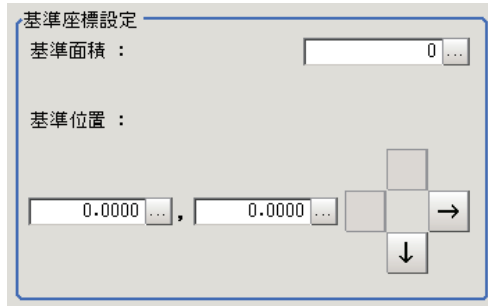 基準座標設定
基準面積 : 0 ...
基準位置 :
0.0000 ... , 0.0000 ... →
↓